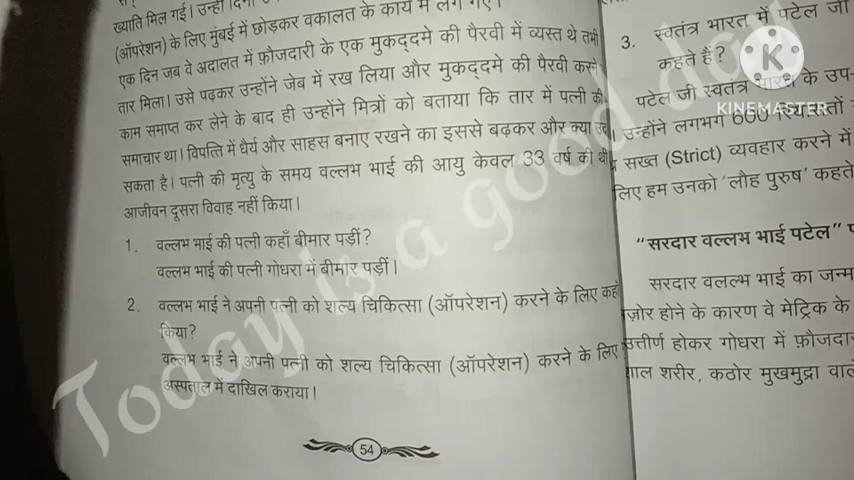 ख्याति मिल गई। उन्हीं दिनों
(ऑपरेशन) के लिए मुंबई में छोड़कर वकालत के कार्य में लग गए।
एक दिन जब वे अदालत में फ़ौजदारी के एक मुकद्दमे की पैरवी में व्यस्त थे तभी
तार मिला। उसे पढ़कर उन्होंने जेब में रख लिया और मुकद्दमे की पैरवी करने
काम समाप्त कर लेने के बाद ही उन्होंने मित्रों को बताया कि तार में पत्नी की
समाचार था। विपत्ति में धैर्य और साहस बनाए रखने का इससे बढ़कर और क्या
सकता है। पत्नी की मृत्यु के समय वल्लभ भाई की आयु केवल 33 वर्ष की थी
आजीवन दूसरा विवाह नहीं किया।
1. वल्लभ भाई की पत्नी कहाँ बीमार पड़ीं?
वल्लभ भाई की पत्नी गोधरा में बीमार पड़ीं।
2. वल्लभ भाई ने अपनी पत्नी को शल्य चिकित्सा (ऑपरेशन) करने के लिए कहाँ
किया?
वल्लभ भाई ने अपनी पत्नी को शल्य चिकित्सा (ऑपरेशन) करने के लिए
अस्पताल में दाखिल कराया।
54
3. स्वतंत्र भारत में पटेल जी
कहते हैं?
पटेल जी स्वतंत्र भारत के उप-
उन्होंने लगभग 600
सख्त (Strict) व्यवहार करने में
लिए हम उनको 'लौह पुरुष' कहते
"सरदार वल्लभ भाई पटेल"
सरदार वलल्भ भाई का जन्म
होने के कारण वे मेट्रिक के
उत्तीर्ण होकर गोधरा में फ़ौजदार
शरीर, कठोर मुखमुद्रा वाले
K
KINEMASTER
Today is a good day